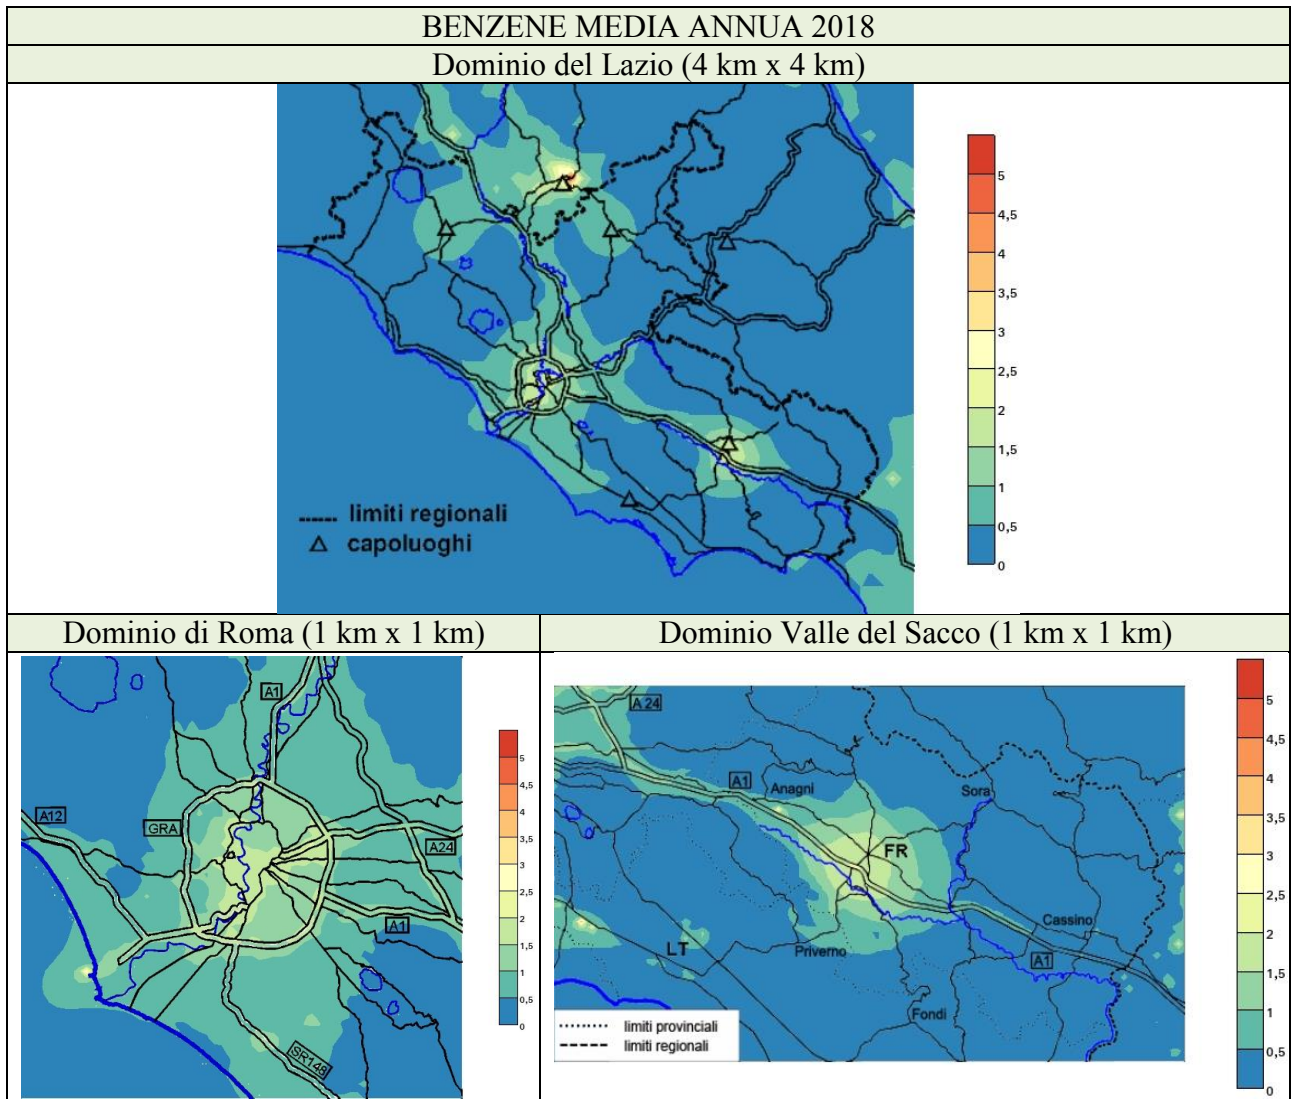 BENZENE MEDIA ANNUA 2018
Dominio del Lazio (4 km x 4 km)
5
4,5
4
3,5
3
2,5
2
1,5
1
0,5
0
limiti regionali
capoluoghi
Dominio di Roma (1 km x 1 km)
Dominio Valle del Sacco (1 km x 1 km)
A1
A12
GRA
A24
A1
SR148
5
4,5
4
3,5
3
2,5
2
1,5
1
0,5
0
A 24
A1
Anagni
Sora
FR
Cassino
LT
Priverno
A1
Fondi
limiti provinciali
limiti regionali
5
4,5
4
3,5
3
2,5
2
1,5
1
0,5
0